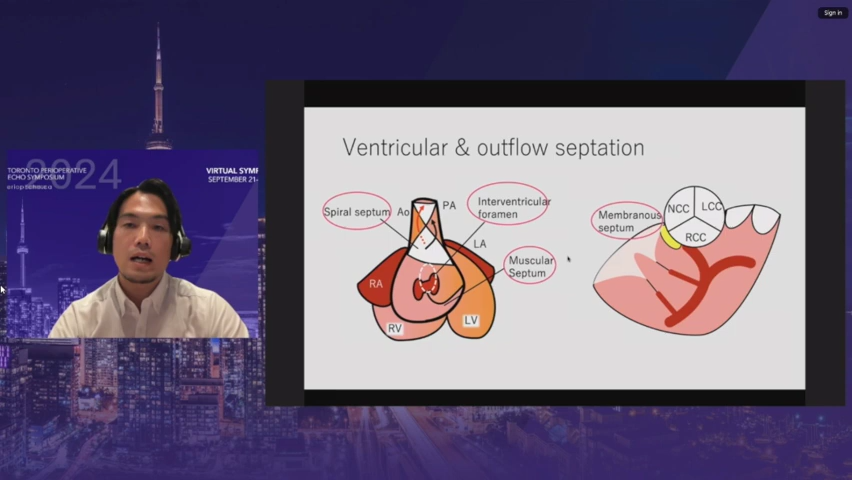 Sign in
2024
TORONTO PERIOPERATIVE
ECHO SYMPOSIUM
VIRTUAL SYMP
SEPTEMBER 21-
Ventricular & outflow septation
Spiral septum
Ao
PA
Interventricular
foramen
LA
Muscular
Septum
RA
RV
LV
Membranous
septum
NCC
LCC
RCC